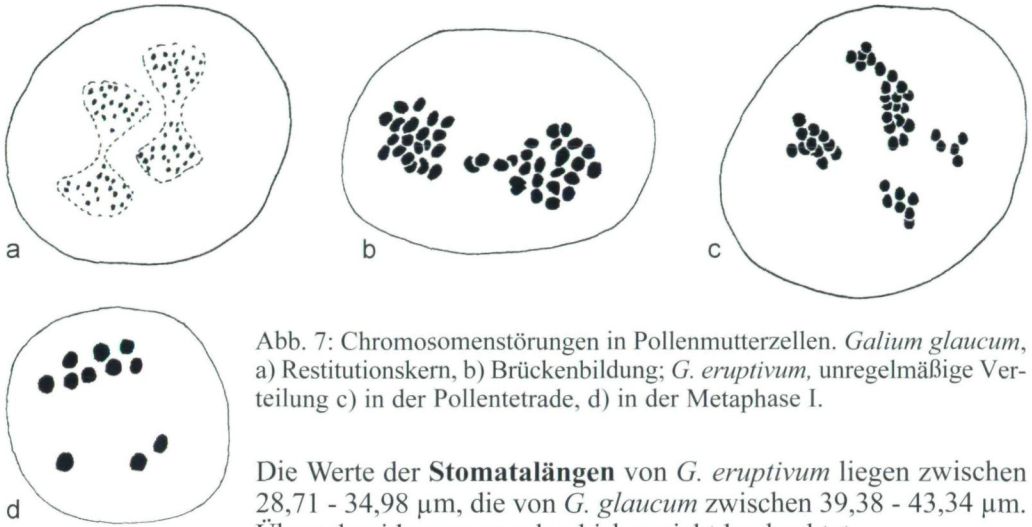 a
b
c
d
Abb. 7: Chromosomenstörungen in Pollenmutterzellen. Galium glaucum,
a) Restitutionskern, b) Brückenbildung; G. eruptivum, unregelmäßige Ver-
teilung c) in der Pollentetrade, d) in der Metaphase I.
Die Werte der Stomatalängen von G. eruptivum liegen zwischen
28,71 - 34,98 µm, die von G. glaucum zwischen 39,38 - 43,34 µm.